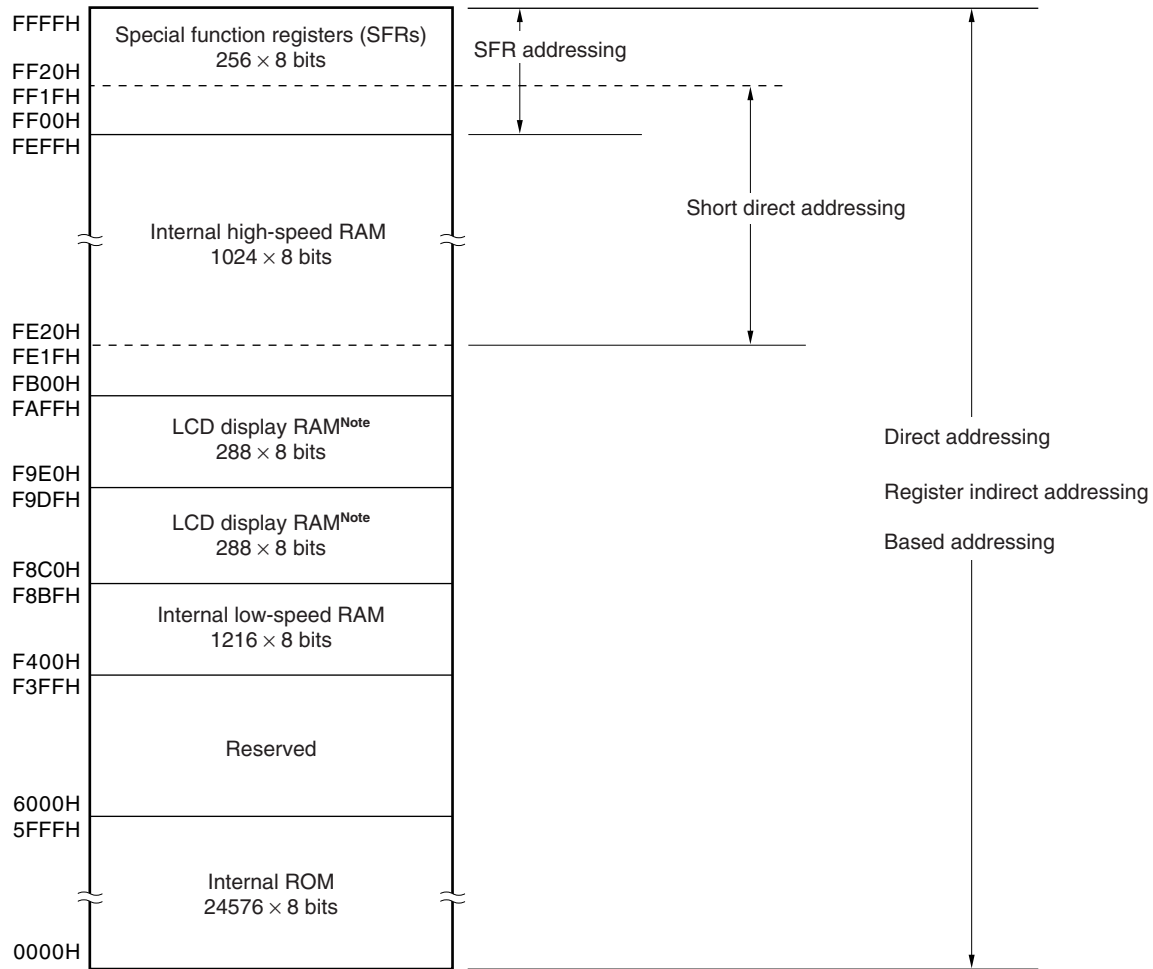 FFFFH
Special function registers (SFRs)
256 × 8 bits
SFR addressing
FF20H
FF1FH
FF00H
FEFFH
Short direct addressing
Internal high-speed RAM
1024 × 8 bits
FE20H
FE1FH
FB00H
FAFFH
LCD display RAMNote
288 × 8 bits
Direct addressing
Register indirect addressing
Based addressing
F9E0H
F9DFH
LCD display RAMNote
288 × 8 bits
F8C0H
F8BFH
Internal low-speed RAM
1216 × 8 bits
F400H
F3FFH
Reserved
6000H
5FFFH
Internal ROM
24576 × 8 bits
0000H